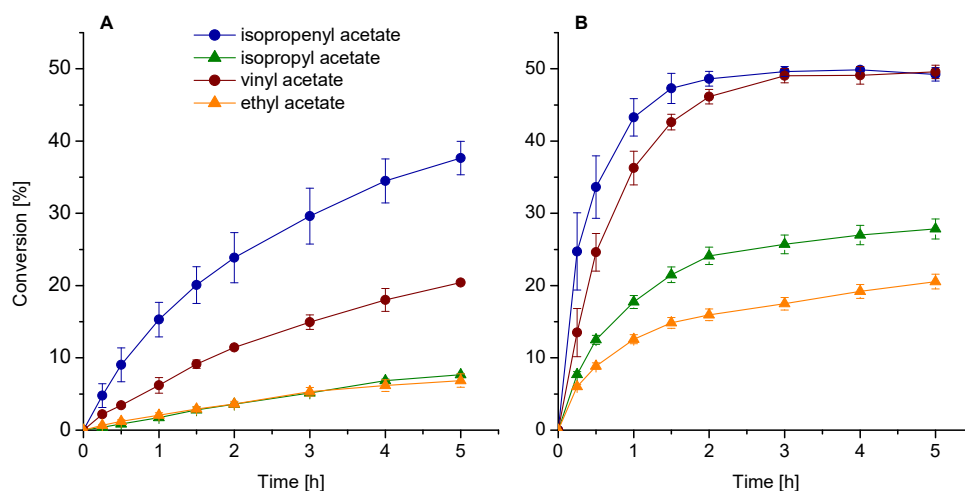 A
B
isopropenyl acetate
isopropyl acetate
vinyl acetate
ethyl acetate
Conversion [%]
50
40
30
20
10
0
0 1 2 3 4 5
Time [h]
50
40
30
20
10
0
0 1 2 3 4 5
Time [h]